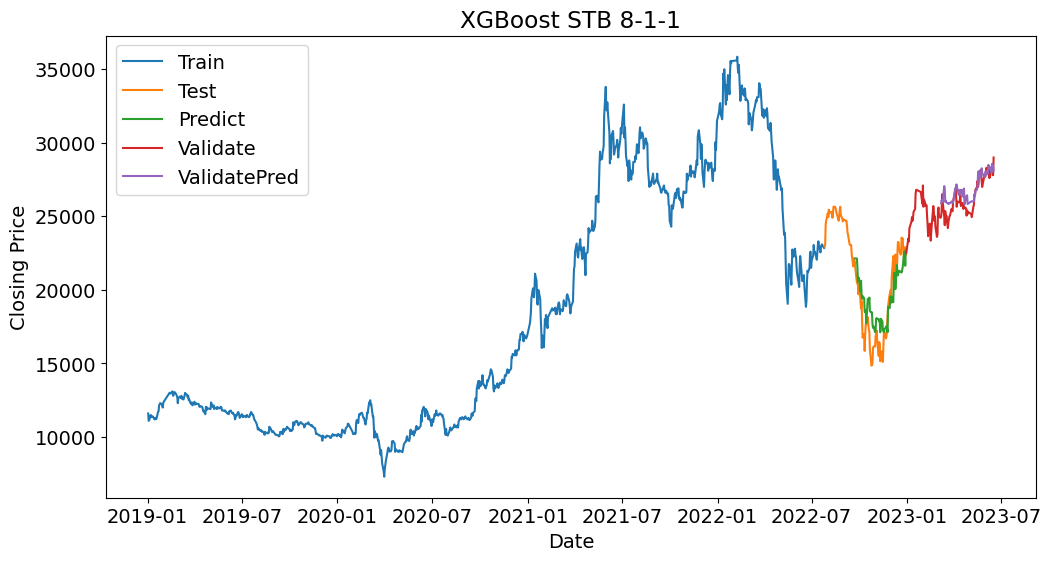 XGBoost STB 8-1-1
Train
Test
Predict
Validate
ValidatePred
Closing Price
35000
30000
25000
20000
15000
10000
2019-01 2019-07 2020-01 2020-07 2021-01 2021-07 2022-01 2022-07 2023-01 2023-07
Date